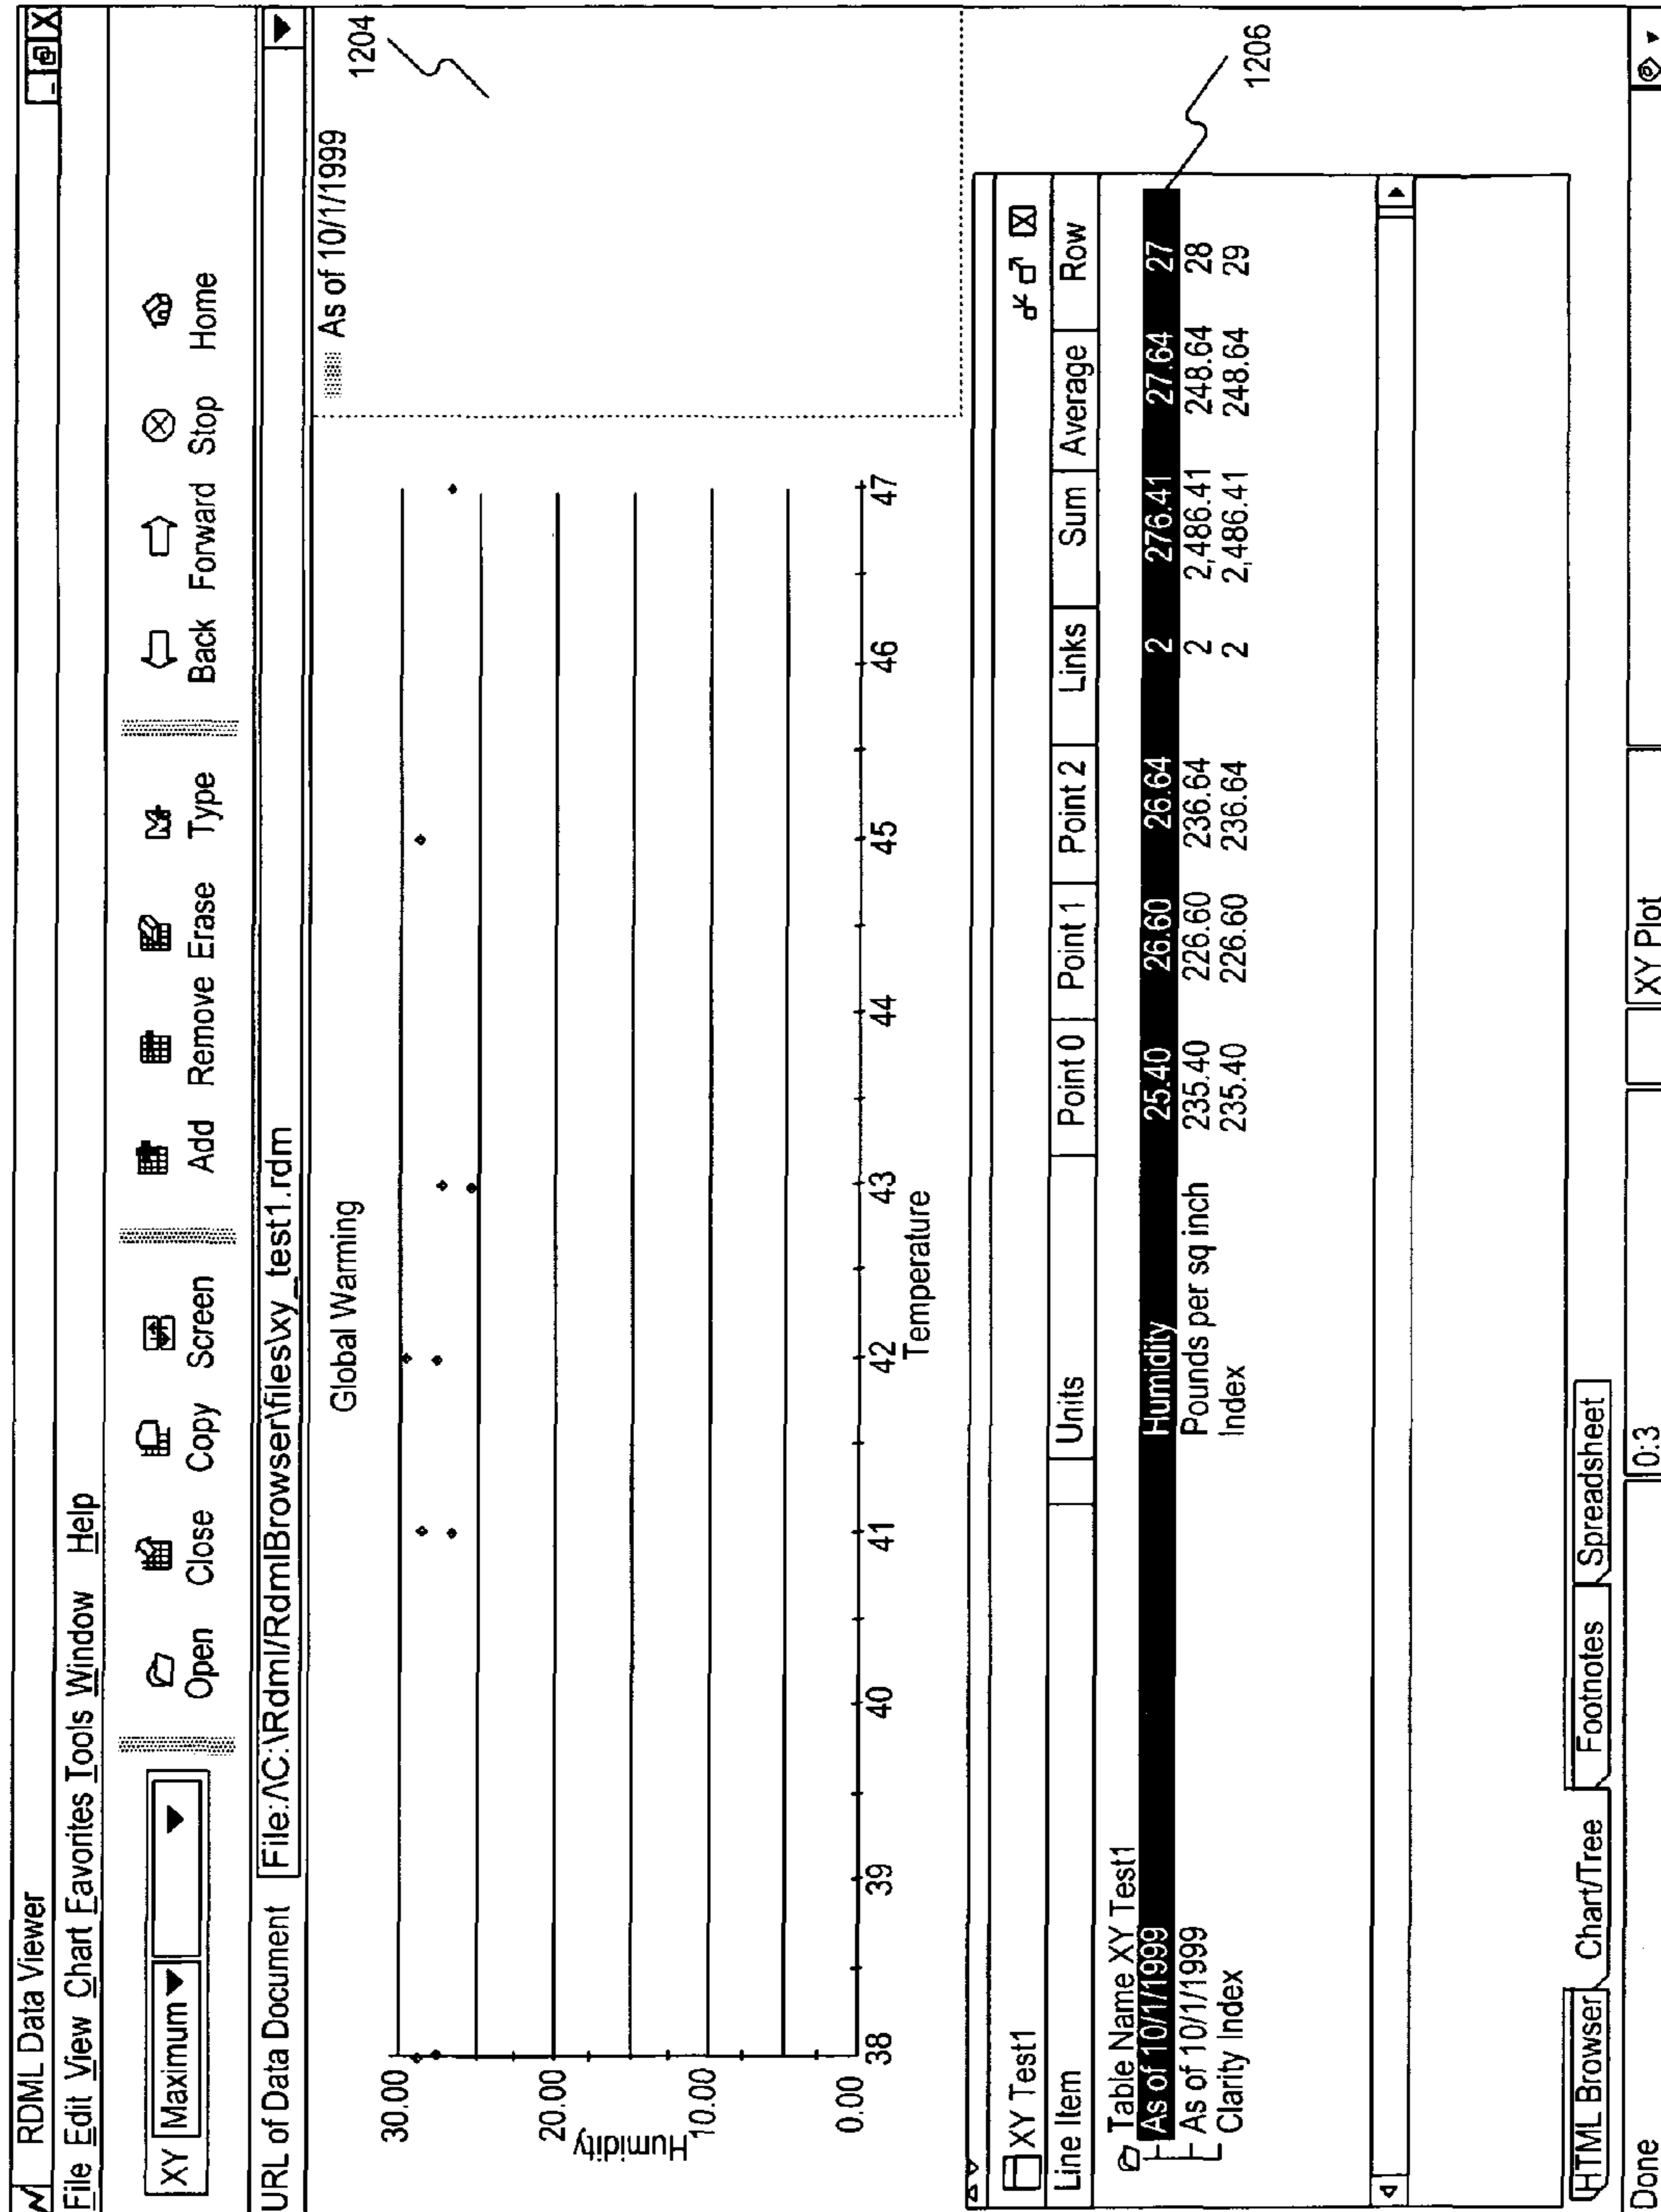 RDML Data Viewer
File Edit View Chart Favorites Tools Window Help
XY Maximum
Open Close Copy Screen Add Remove Erase Type Back Forward Stop Home
URL of Data Document File:/\C:\Rdml/RdmlBrowser\files\xy_test1.rdm
Global Warming
As of 10/1/1999
1204
30.00
20.00
10.00
0.00
Humidity
38 39 40 41 42 43 44 45 46 47
Temperature
XY Test1
Line Item Units Point 0 Point 1 Point 2 Links Sum Average Row
Table Name XY Test1
As of 10/1/1999 Humidity 25.40 26.60 26.64 2 276.41 27.64 27
As of 10/1/1999 Pounds per sq inch 235.40 226.60 236.64 2 2,486.41 248.64 28
Clarity Index Index 235.40 226.60 236.64 2 2,486.41 248.64 29
1206
HTML Browser Chart/Tree Footnotes Spreadsheet
Done 0:3 XY Plot